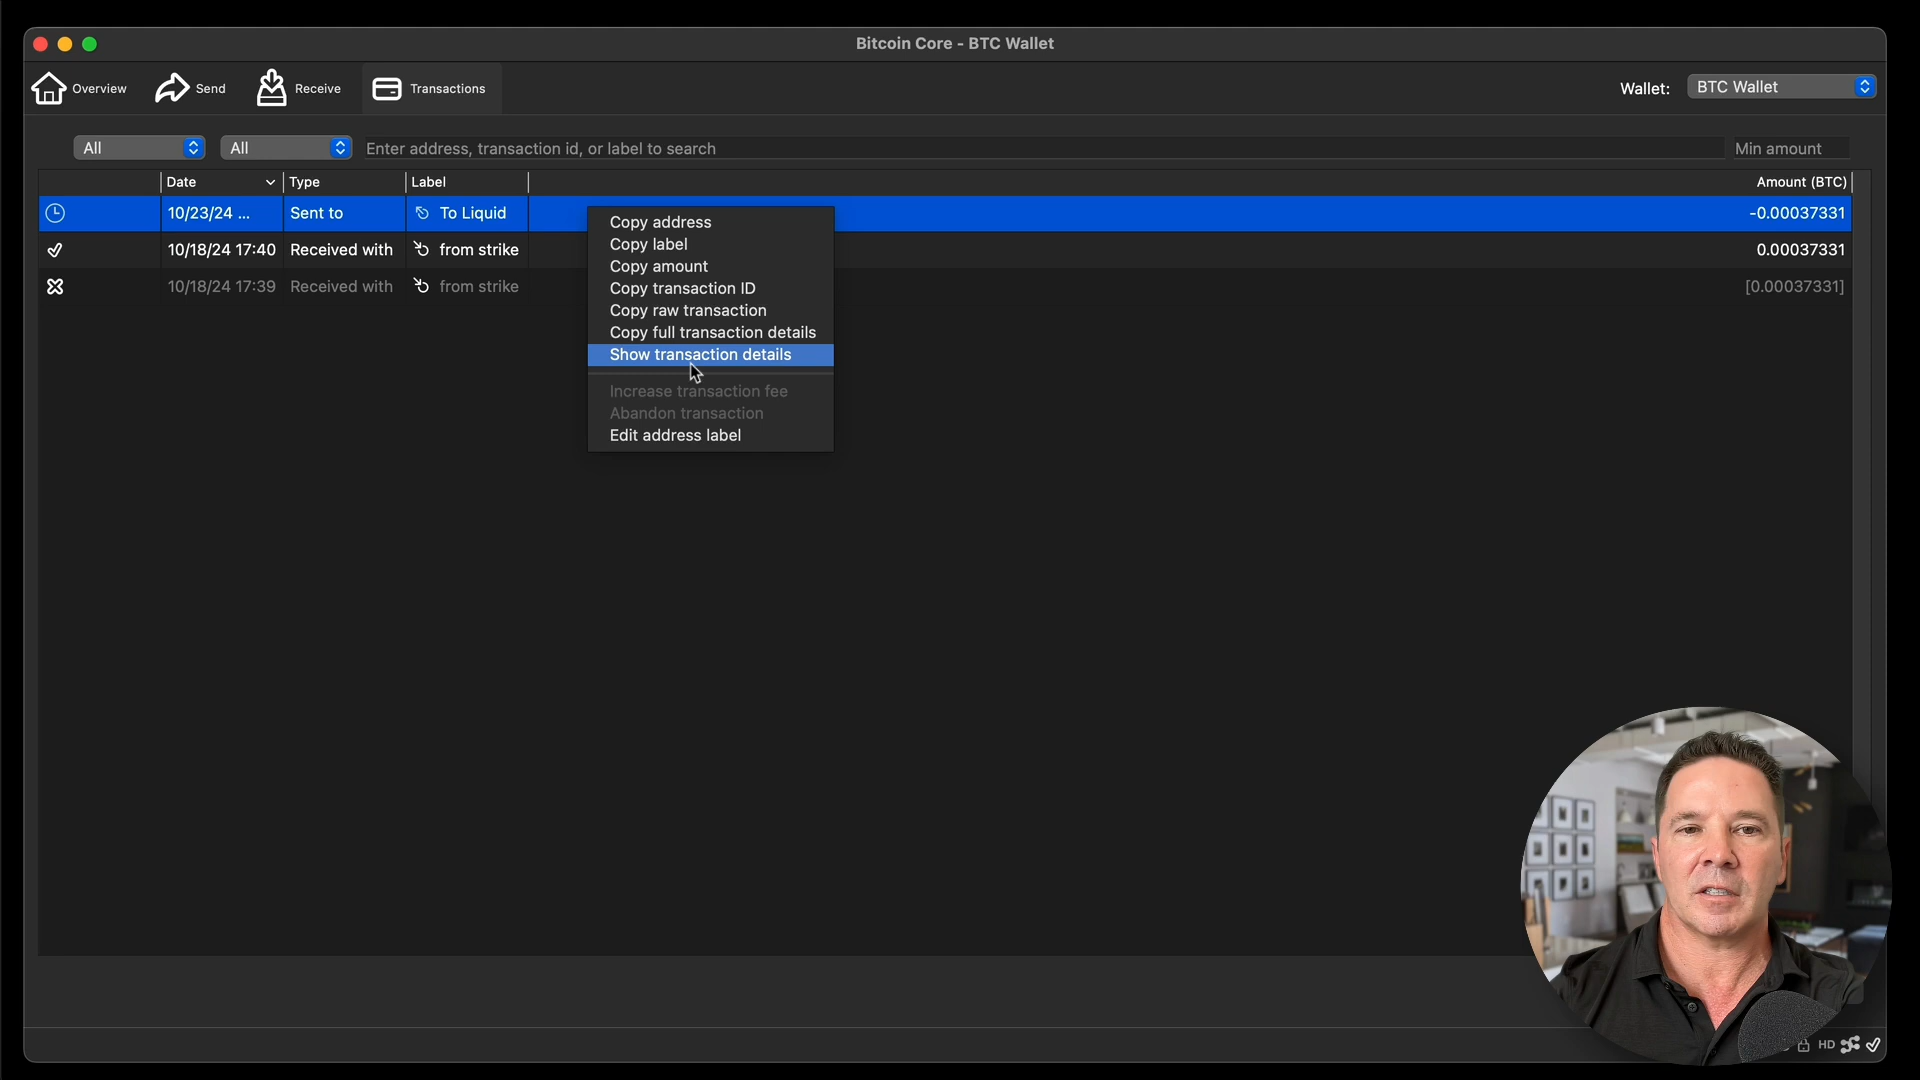 Bitcoin Core - BTC Wallet
Overview Send Receive Transactions Wallet: BTC Wallet
All All Enter address, transaction id, or label to search Min amount
Date Type Label Amount (BTC)
10/23/24 ... Sent to To Liquid -0.00037331
10/18/24 17:40 Received with from strike 0.00037331
10/18/24 17:39 Received with from strike [0.00037331]
Copy address
Copy label
Copy amount
Copy transaction ID
Copy raw transaction
Copy full transaction details
Show transaction details
Increase transaction fee
Abandon transaction
Edit address label
HD